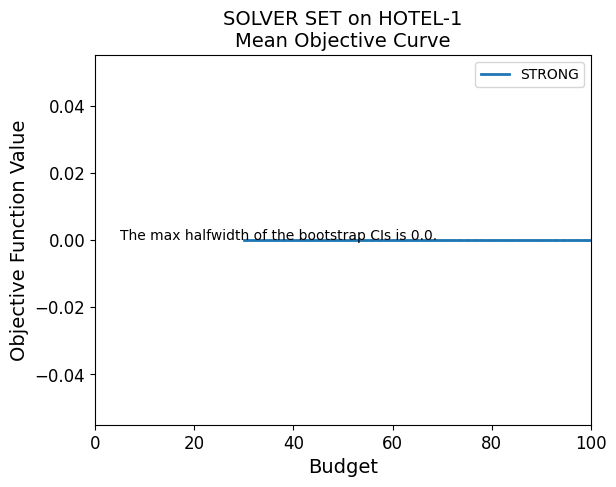 SOLVER SET on HOTEL-1
Mean Objective Curve
STRONG
Objective Function Value
0.04
0.02
0.00
−0.02
−0.04
The max halfwidth of the bootstrap CIs is 0.0.
0 20 40 60 80 100
Budget